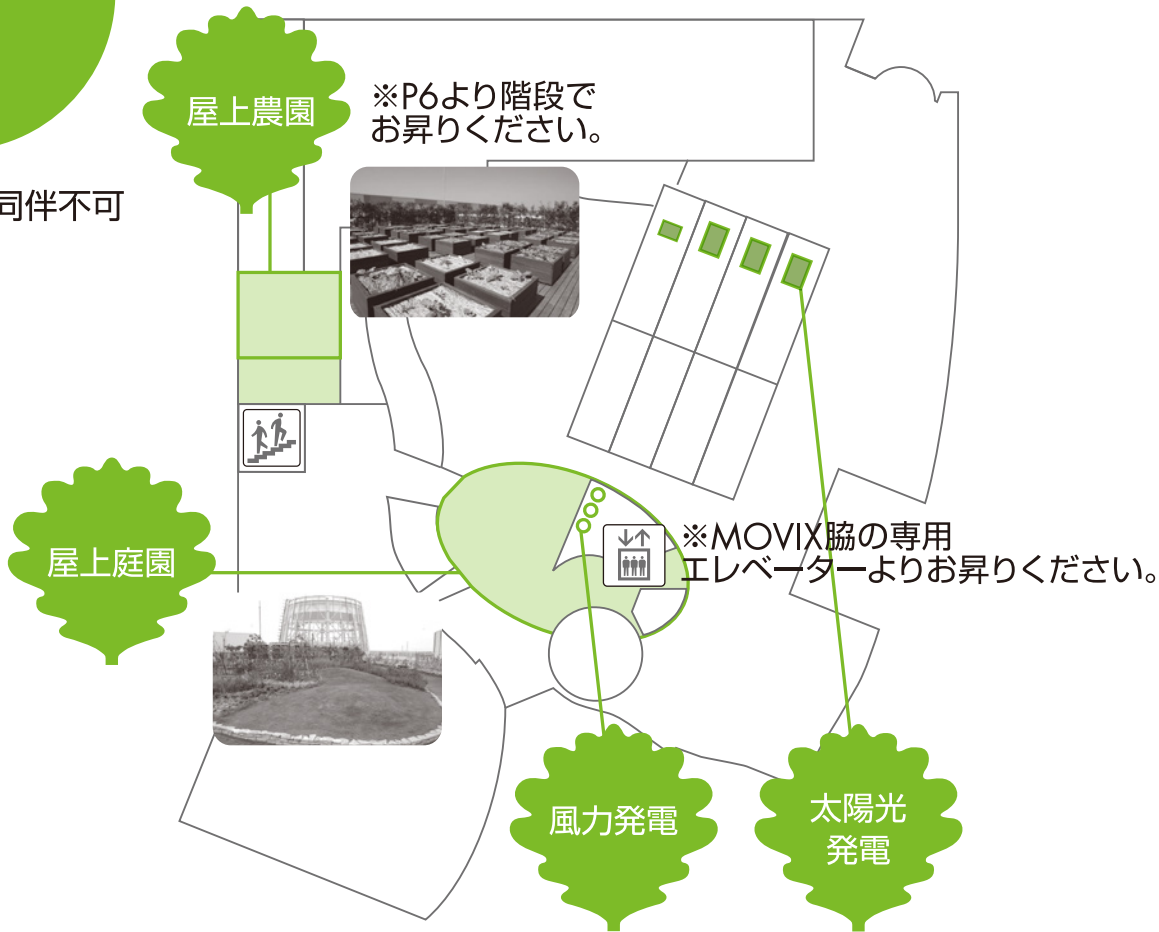 屋上農園
※P6より階段で
お昇りください。
同伴不可
屋上庭園
※MOVIX脇の専用
エレベーターよりお昇りください。
風力発電
太陽光
発電